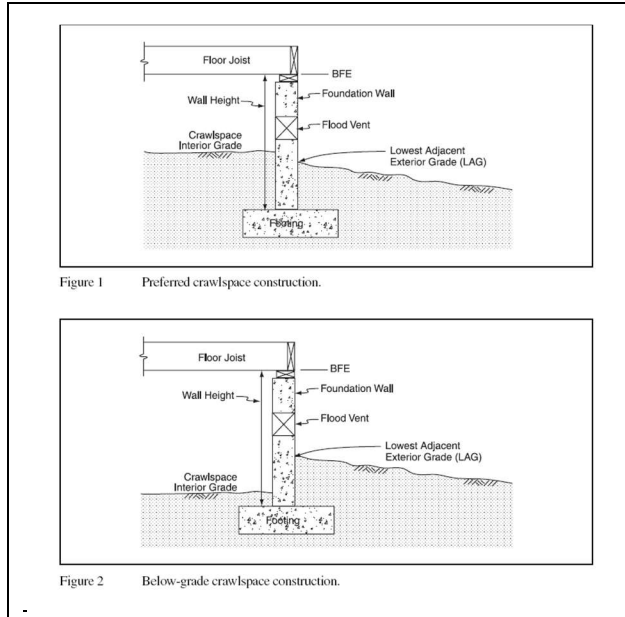 Floor Joist
BFE
Wall Height
Foundation Wall
Flood Vent
Crawlspace
Interior Grade
Lowest Adjacent
Exterior Grade (LAG)
Footing
Figure 1 Preferred crawlspace construction.
Floor Joist
BFE
Wall Height
Foundation Wall
Flood Vent
Lowest Adjacent
Exterior Grade (LAG)
Crawlspace
Interior Grade
Footing
Figure 2 Below-grade crawlspace construction.
-